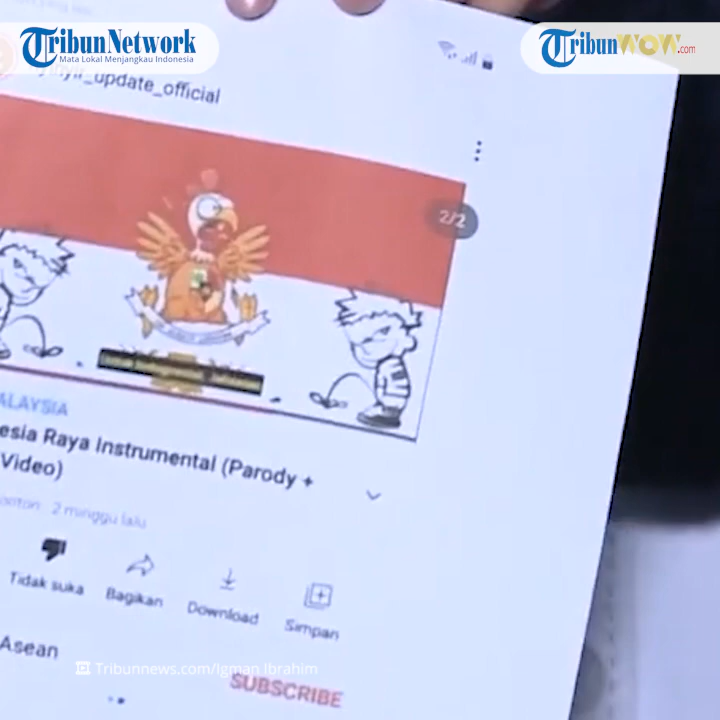 TribunNetwork
Mata Lokal Menjangkau Indonesia
TribunWOW.com
_update_official
2/2
ALAYSIA
esia Raya Instrumental (Parody +
Video)
onton 2 minggu lalu
Tidak suka
Bagikan
Download
Simpan
Asean
Tribunnews.com/Igman Ibrahim
SUBSCRIBE